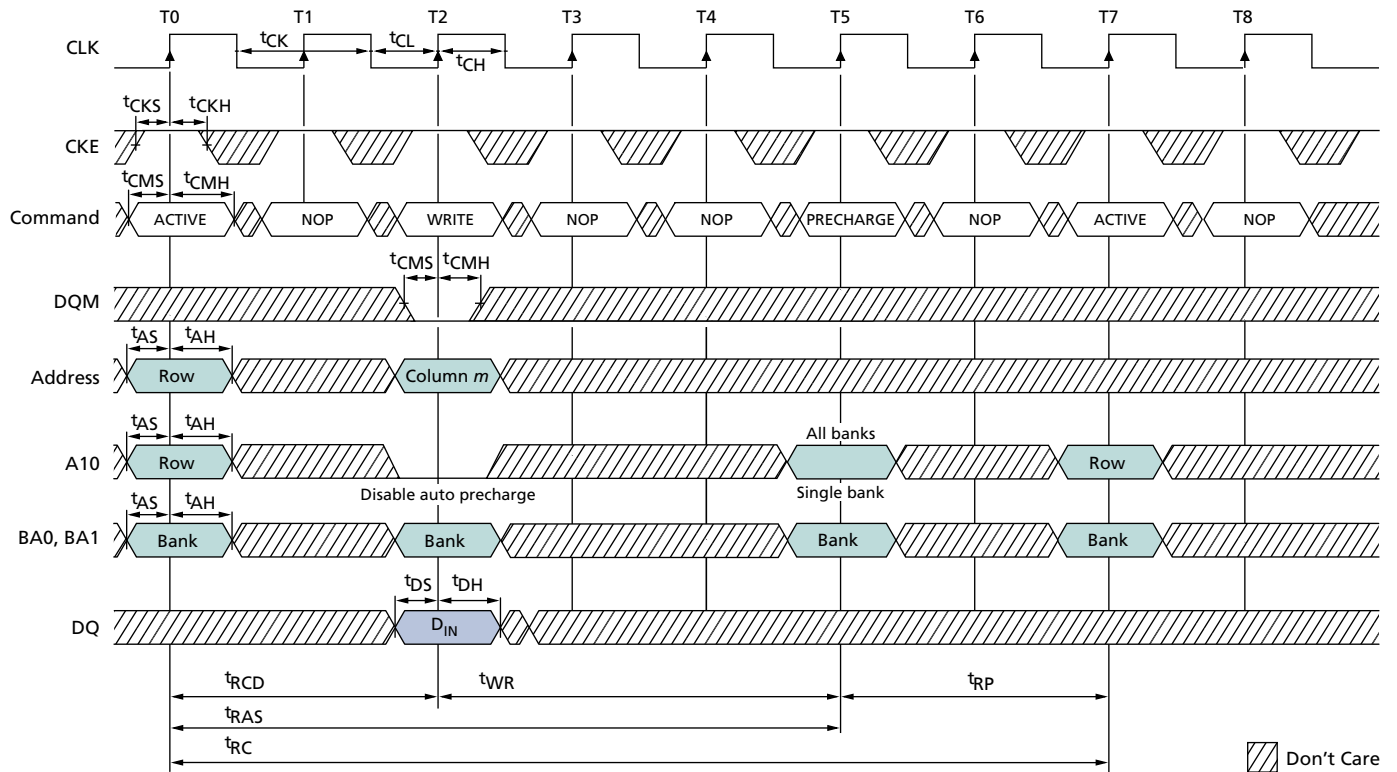 T0 T1 T2 T3 T4 T5 T6 T7 T8
CLK
tCK tCL
tCH
tCKS tCKH
CKE
tCMS tCMH
Command ACTIVE NOP WRITE NOP NOP PRECHARGE NOP ACTIVE NOP
tCMS tCMH
DQM
tAS tAH
Address Row Column m
tAS tAH All banks
A10 Row Row
Disable auto precharge Single bank
tAS tAH
BA0, BA1 Bank Bank Bank Bank
tDS tDH
DQ DIN
tRCD tWR tRP
tRAS
tRC
Don't Care